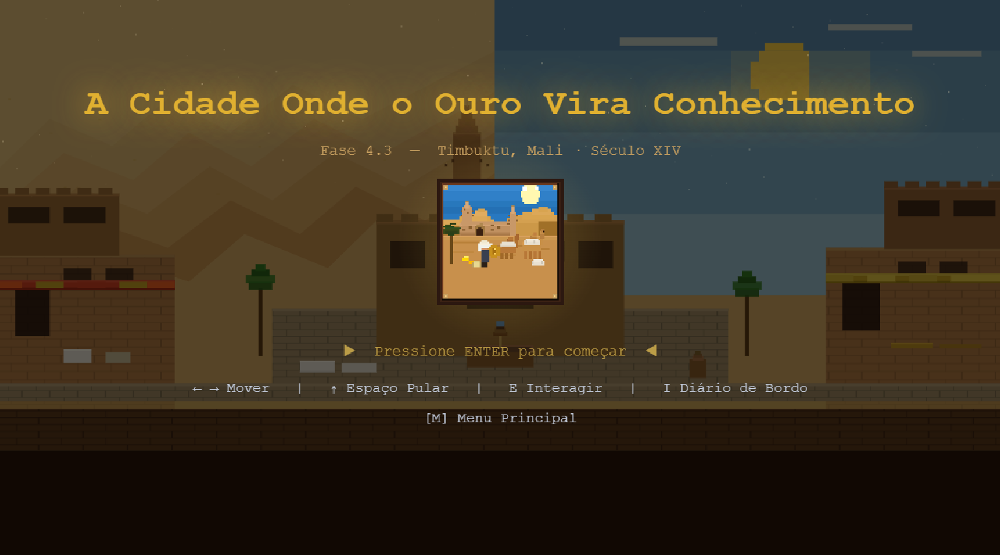 A Cidade Onde o Ouro Vira Conhecimento
Fase 4.3 — Timbuktu, Mali · Século XIV
▶ Pressione ENTER para começar ◀
← → Mover | ↑ Espaço Pular | E Interagir | I Diário de Bordo
[M] Menu Principal